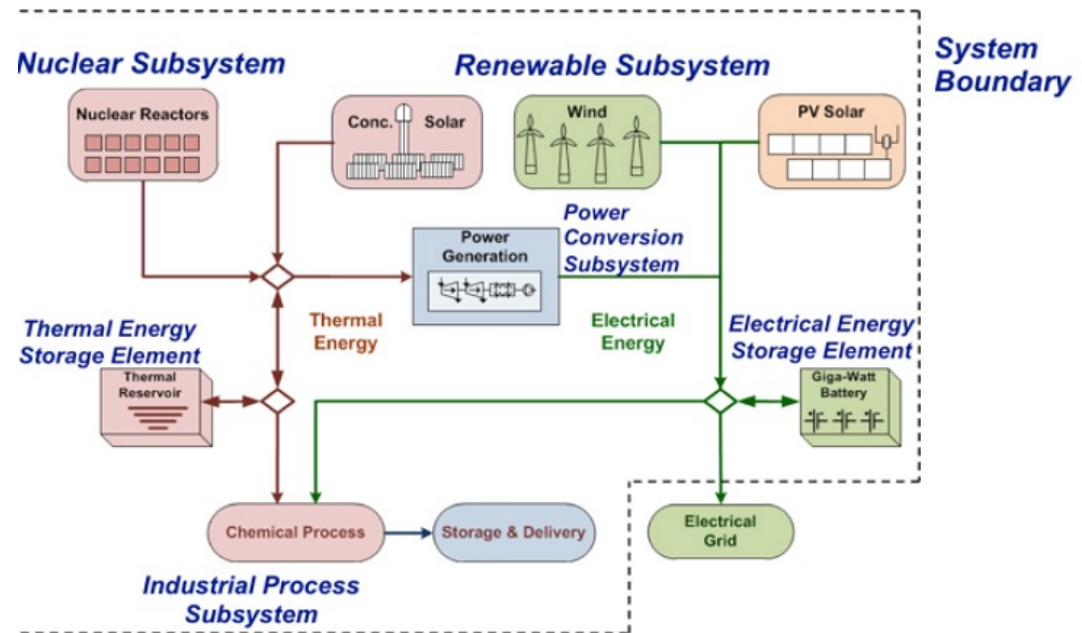 Nuclear Subsystem
Renewable Subsystem
System
Boundary
Nuclear Reactors
Conc. Solar
Wind
PV Solar
Power
Conversion
Subsystem
Power
Generation
Thermal
Energy
Electrical
Energy
Thermal Energy
Storage Element
Electrical Energy
Storage Element
Thermal
Reservoir
Giga-Watt
Battery
Chemical Process
Storage & Delivery
Electrical
Grid
Industrial Process
Subsystem